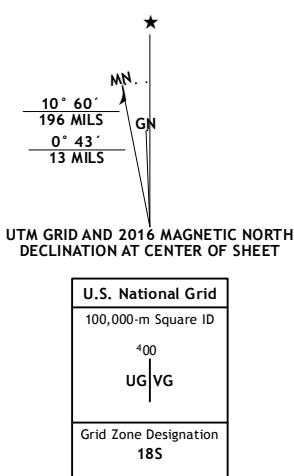 MN
10° 60´
196 MILS
GN
0° 43´
13 MILS
UTM GRID AND 2016 MAGNETIC NORTH
DECLINATION AT CENTER OF SHEET
U.S. National Grid
100,000-m Square ID
400
UG VG
Grid Zone Designation
18S